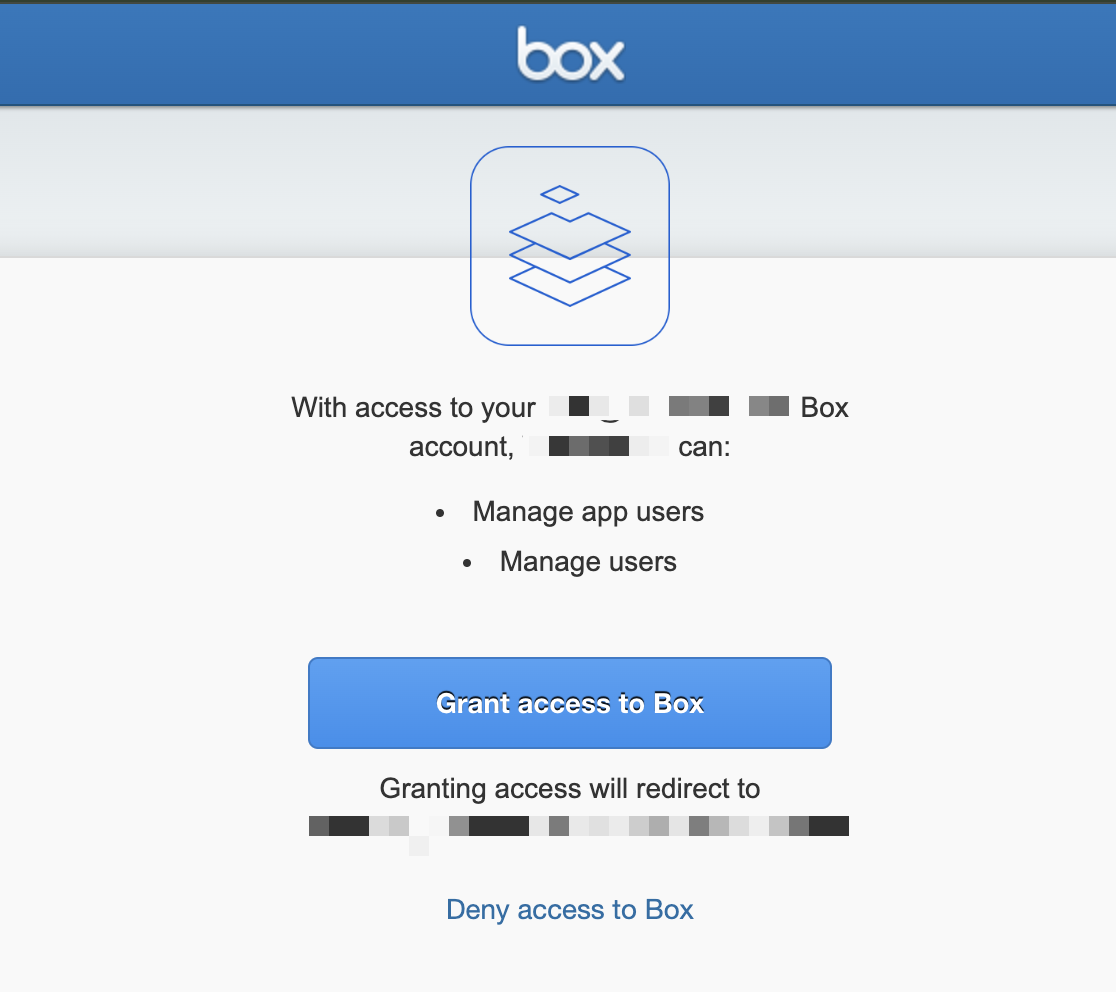 box
With access to your Box
account, can:
• Manage app users
• Manage users
Grant access to Box
Granting access will redirect to
Deny access to Box